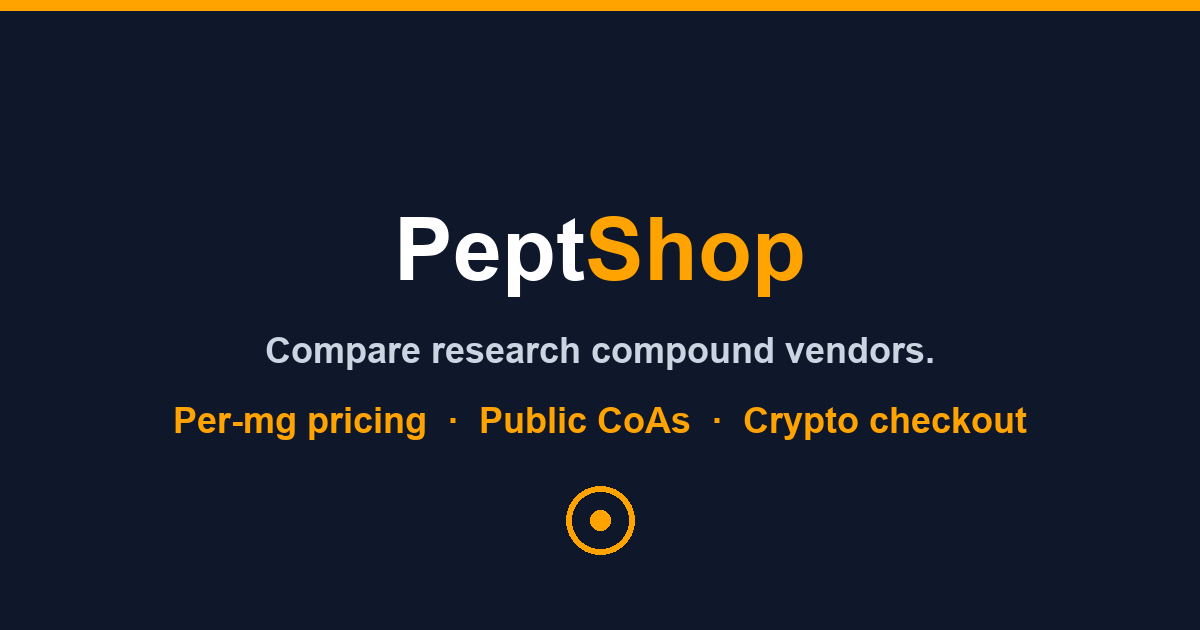 PeptShop
Compare research compound vendors.
Per-mg pricing · Public CoAs · Crypto checkout